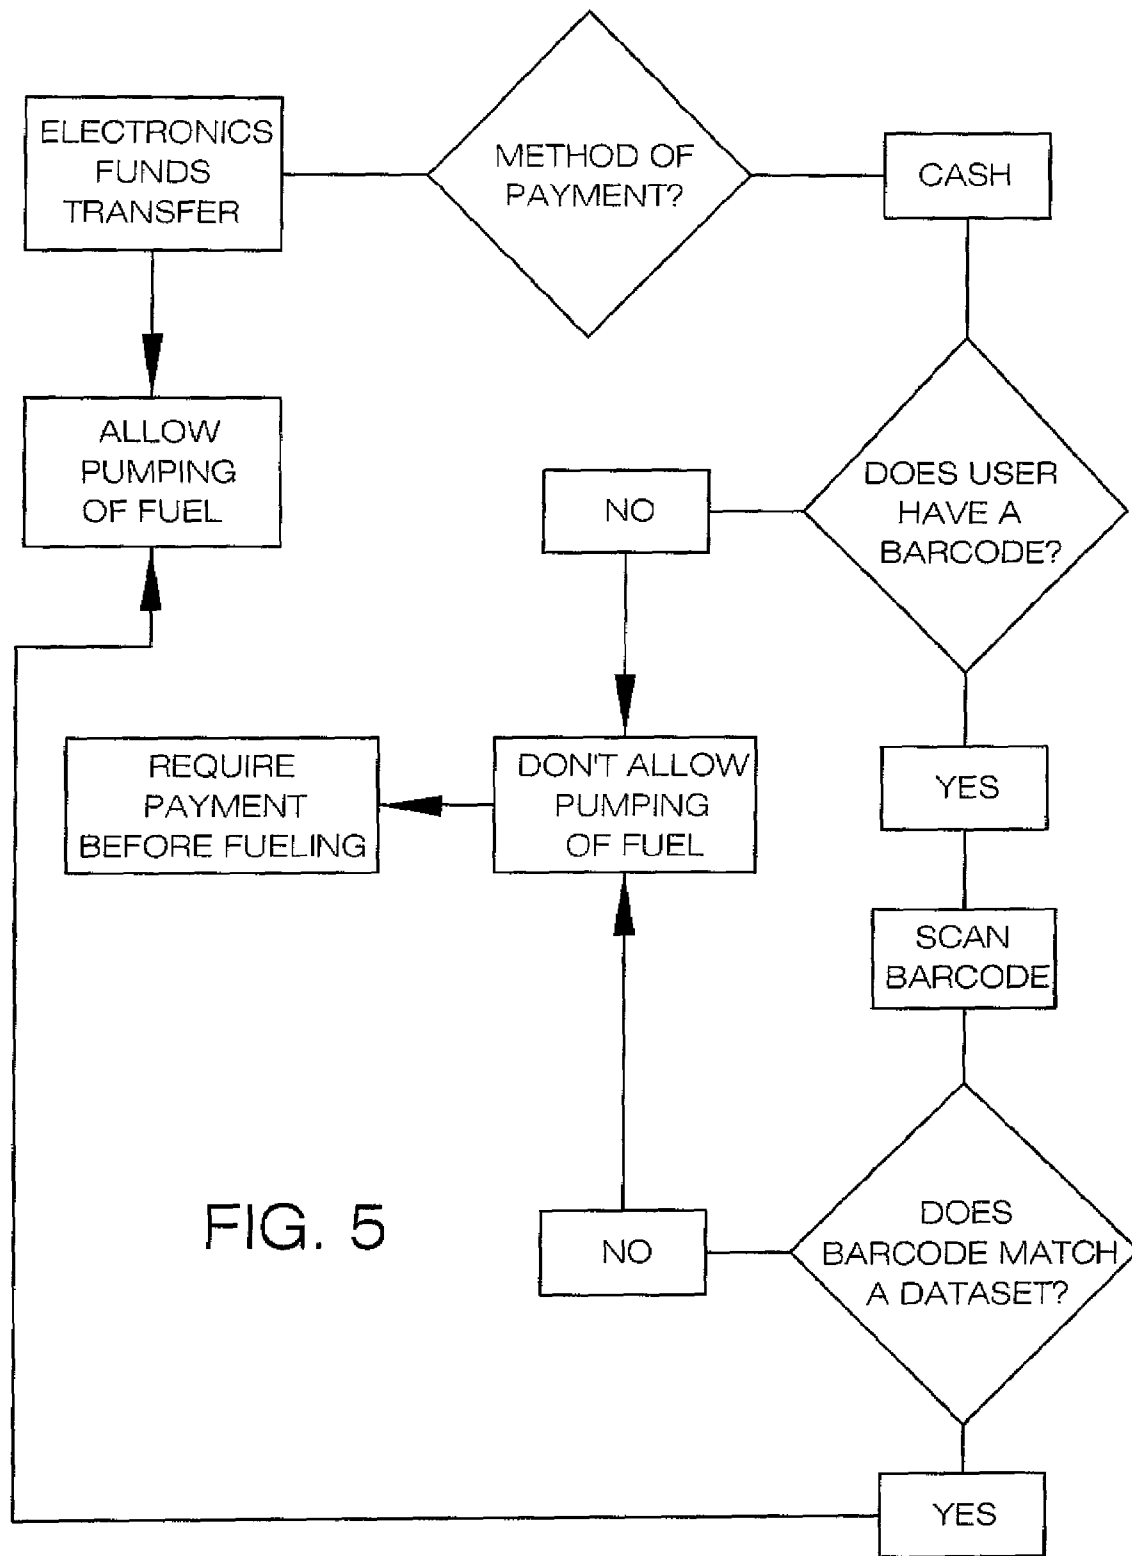 METHOD OF
PAYMENT?
ELECTRONICS
FUNDS
TRANSFER
CASH
ALLOW
PUMPING
OF FUEL
DOES USER
HAVE A
BARCODE?
NO
YES
REQUIRE
PAYMENT
BEFORE FUELING
DON'T ALLOW
PUMPING
OF FUEL
SCAN
BARCODE
DOES
BARCODE MATCH
A DATASET?
NO
YES
FIG. 5